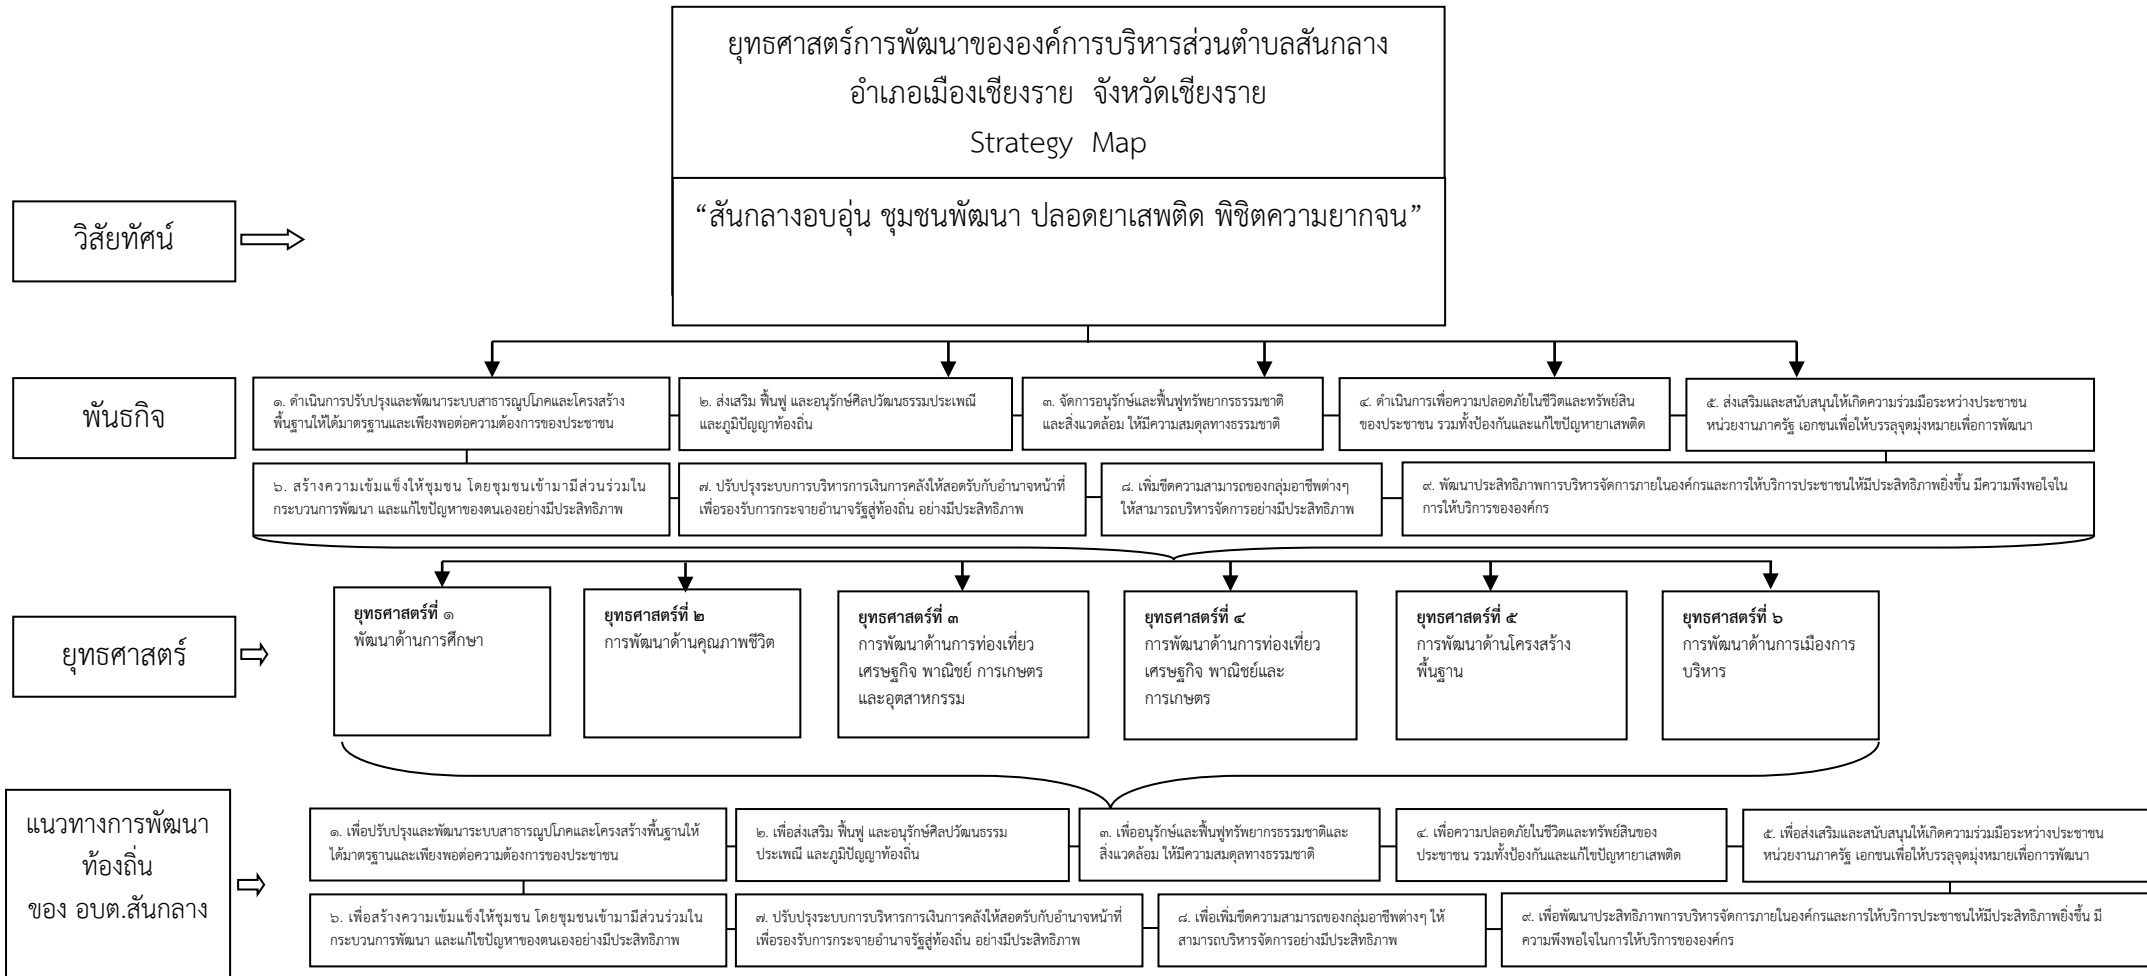 ยุทธศาสตร์การพัฒนาขององค์การบริหารส่วนตำบลสันกลาง
อำเภอเมืองเชียงราย จังหวัดเชียงราย
Strategy Map
วิสัยทัศน์
“สันกลางอบอุ่น ชุมชนพัฒนา ปลอดยาเสพติด พิชิตความยากจน”
พันธกิจ
๑. ดำเนินการปรับปรุงและพัฒนาระบบสาธารณูปโภคและโครงสร้าง
พื้นฐานให้ได้มาตรฐานและเพียงพอต่อความต้องการของประชาชน
๒. ส่งเสริม ฟื้นฟู และอนุรักษ์ศิลปวัฒนธรรมประเพณี
และภูมิปัญญาท้องถิ่น
๓. จัดการอนุรักษ์และฟื้นฟูทรัพยากรธรรมชาติ
และสิ่งแวดล้อม ให้มีความสมดุลทางธรรมชาติ
๔. ดำเนินการเพื่อความปลอดภัยในชีวิตและทรัพย์สิน
ของประชาชน รวมทั้งป้องกันและแก้ไขปัญหายาเสพติด
๕. ส่งเสริมและสนับสนุนให้เกิดความร่วมมือระหว่างประชาชน
หน่วยงานภาครัฐ เอกชนเพื่อให้บรรลุจุดมุ่งหมายเพื่อการพัฒนา
๖. สร้างความเข้มแข็งให้ชุมชน โดยชุมชนเข้ามามีส่วนร่วมใน
กระบวนการพัฒนา และแก้ไขปัญหาของตนเองอย่างมีประสิทธิภาพ
๗. ปรับปรุงระบบการบริหารการเงินการคลังให้สอดรับกับอำนาจหน้าที่
เพื่อรองรับการกระจายอำนาจรัฐสู่ท้องถิ่น อย่างมีประสิทธิภาพ
๘. เพิ่มขีดความสามารถของกลุ่มอาชีพต่างๆ
ให้สามารถบริหารจัดการอย่างมีประสิทธิภาพ
๙. พัฒนาประสิทธิภาพการบริหารจัดการภายในองค์กรและการให้บริการประชาชนให้มีประสิทธิภาพยิ่งขึ้น มีความพึงพอใจใน
การให้บริการขององค์กร
ยุทธศาสตร์
ยุทธศาสตร์ที่ ๑
พัฒนาด้านการศึกษา
ยุทธศาสตร์ที่ ๒
การพัฒนาด้านคุณภาพชีวิต
ยุทธศาสตร์ที่ ๓
การพัฒนาด้านการท่องเที่ยว
เศรษฐกิจ พาณิชย์ การเกษตร
และอุตสาหกรรม
ยุทธศาสตร์ที่ ๔
การพัฒนาด้านการท่องเที่ยว
เศรษฐกิจ พาณิชย์และ
การเกษตร
ยุทธศาสตร์ที่ ๕
การพัฒนาด้านโครงสร้าง
พื้นฐาน
ยุทธศาสตร์ที่ ๖
การพัฒนาด้านการเมืองการ
บริหาร
แนวทางการพัฒนา
ท้องถิ่น
ของ อบต.สันกลาง
๑. เพื่อปรับปรุงและพัฒนาระบบสาธารณูปโภคและโครงสร้างพื้นฐานให้
ได้มาตรฐานและเพียงพอต่อความต้องการของประชาชน
๒. เพื่อส่งเสริม ฟื้นฟู และอนุรักษ์ศิลปวัฒนธรรม
ประเพณี และภูมิปัญญาท้องถิ่น
๓. เพื่ออนุรักษ์และฟื้นฟูทรัพยากรธรรมชาติและ
สิ่งแวดล้อม ให้มีความสมดุลทางธรรมชาติ
๔. เพื่อความปลอดภัยในชีวิตและทรัพย์สินของ
ประชาชน รวมทั้งป้องกันและแก้ไขปัญหายาเสพติด
๕. เพื่อส่งเสริมและสนับสนุนให้เกิดความร่วมมือระหว่างประชาชน
หน่วยงานภาครัฐ เอกชนเพื่อให้บรรลุจุดมุ่งหมายเพื่อการพัฒนา
๖. เพื่อสร้างความเข้มแข็งให้ชุมชน โดยชุมชนเข้ามามีส่วนร่วมใน
กระบวนการพัฒนา และแก้ไขปัญหาของตนเองอย่างมีประสิทธิภาพ
๗. ปรับปรุงระบบการบริหารการเงินการคลังให้สอดรับกับอำนาจหน้าที่
เพื่อรองรับการกระจายอำนาจรัฐสู่ท้องถิ่น อย่างมีประสิทธิภาพ
๘. เพื่อเพิ่มขีดความสามารถของกลุ่มอาชีพต่างๆ ให้
สามารถบริหารจัดการอย่างมีประสิทธิภาพ
๙. เพื่อพัฒนาประสิทธิภาพการบริหารจัดการภายในองค์กรและการให้บริการประชาชนให้มีประสิทธิภาพยิ่งขึ้น มี
ความพึงพอใจในการให้บริการขององค์กร